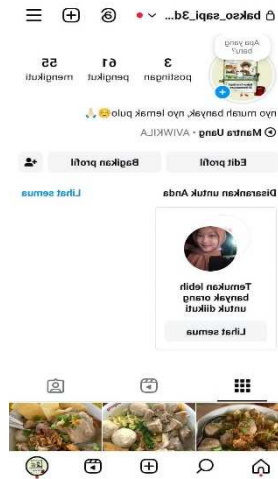 bakso_sapi_3d...
Apa yang baru?
3 postingan
61 pengikut
55 mengikuti
nyo murah banyak, nyo lemak pulo😊🙏
Mantra Uang • AVIWKILA
Edit profil
Bagikan profil
Disarankan untuk Anda
Lihat semua
Temukan lebih
banyak orang
untuk diikuti
Lihat semua